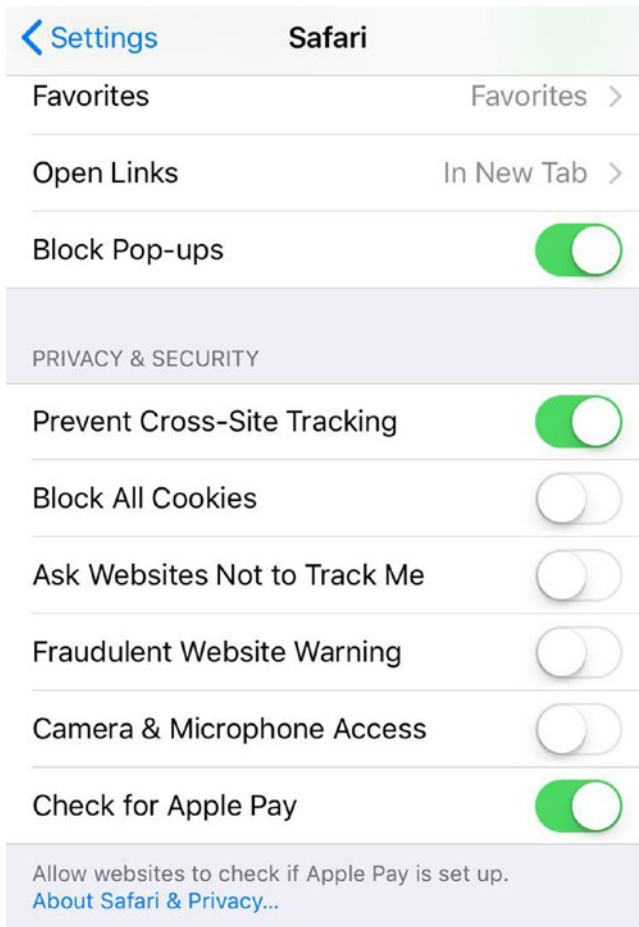 Settings Safari
Favorites Favorites
Open Links In New Tab
Block Pop-ups
PRIVACY & SECURITY
Prevent Cross-Site Tracking
Block All Cookies
Ask Websites Not to Track Me
Fraudulent Website Warning
Camera & Microphone Access
Check for Apple Pay
Allow websites to check if Apple Pay is set up.
About Safari & Privacy...